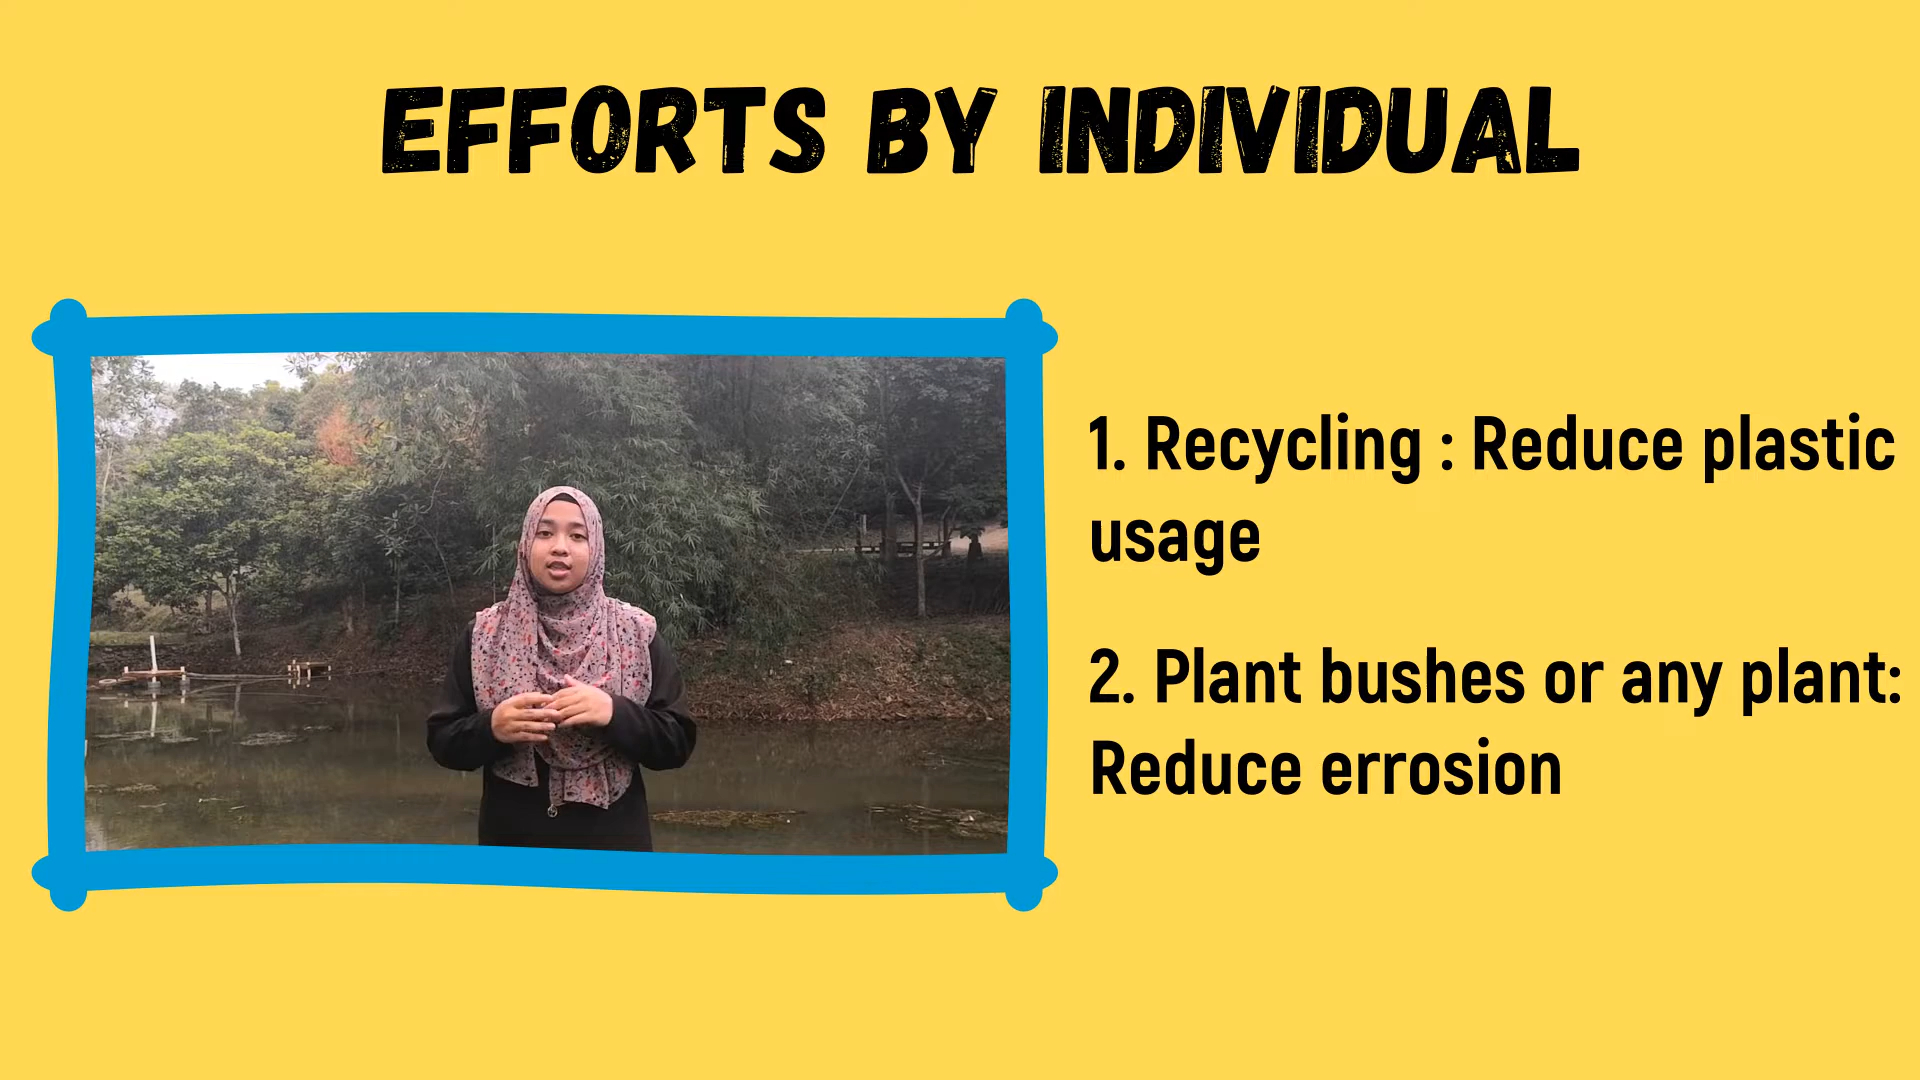 EFFORTS BY INDIVIDUAL
1. Recycling : Reduce plastic
usage
2. Plant bushes or any plant:
Reduce errosion